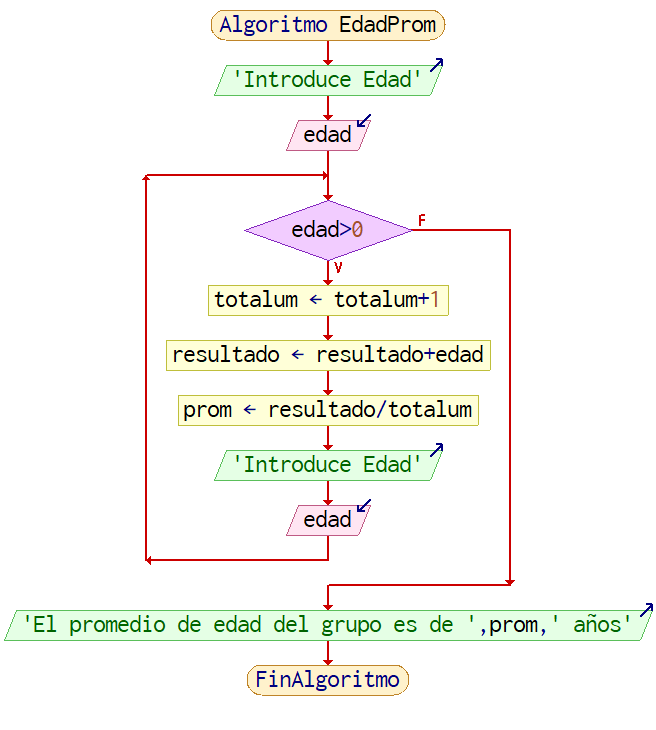 Algoritmo EdadProm
'Introduce Edad'
edad
edad>0
F
V
totalum ← totalum+1
resultado ← resultado+edad
prom ← resultado/totalum
'Introduce Edad'
edad
'El promedio de edad del grupo es de ',prom,' años'
FinAlgoritmo